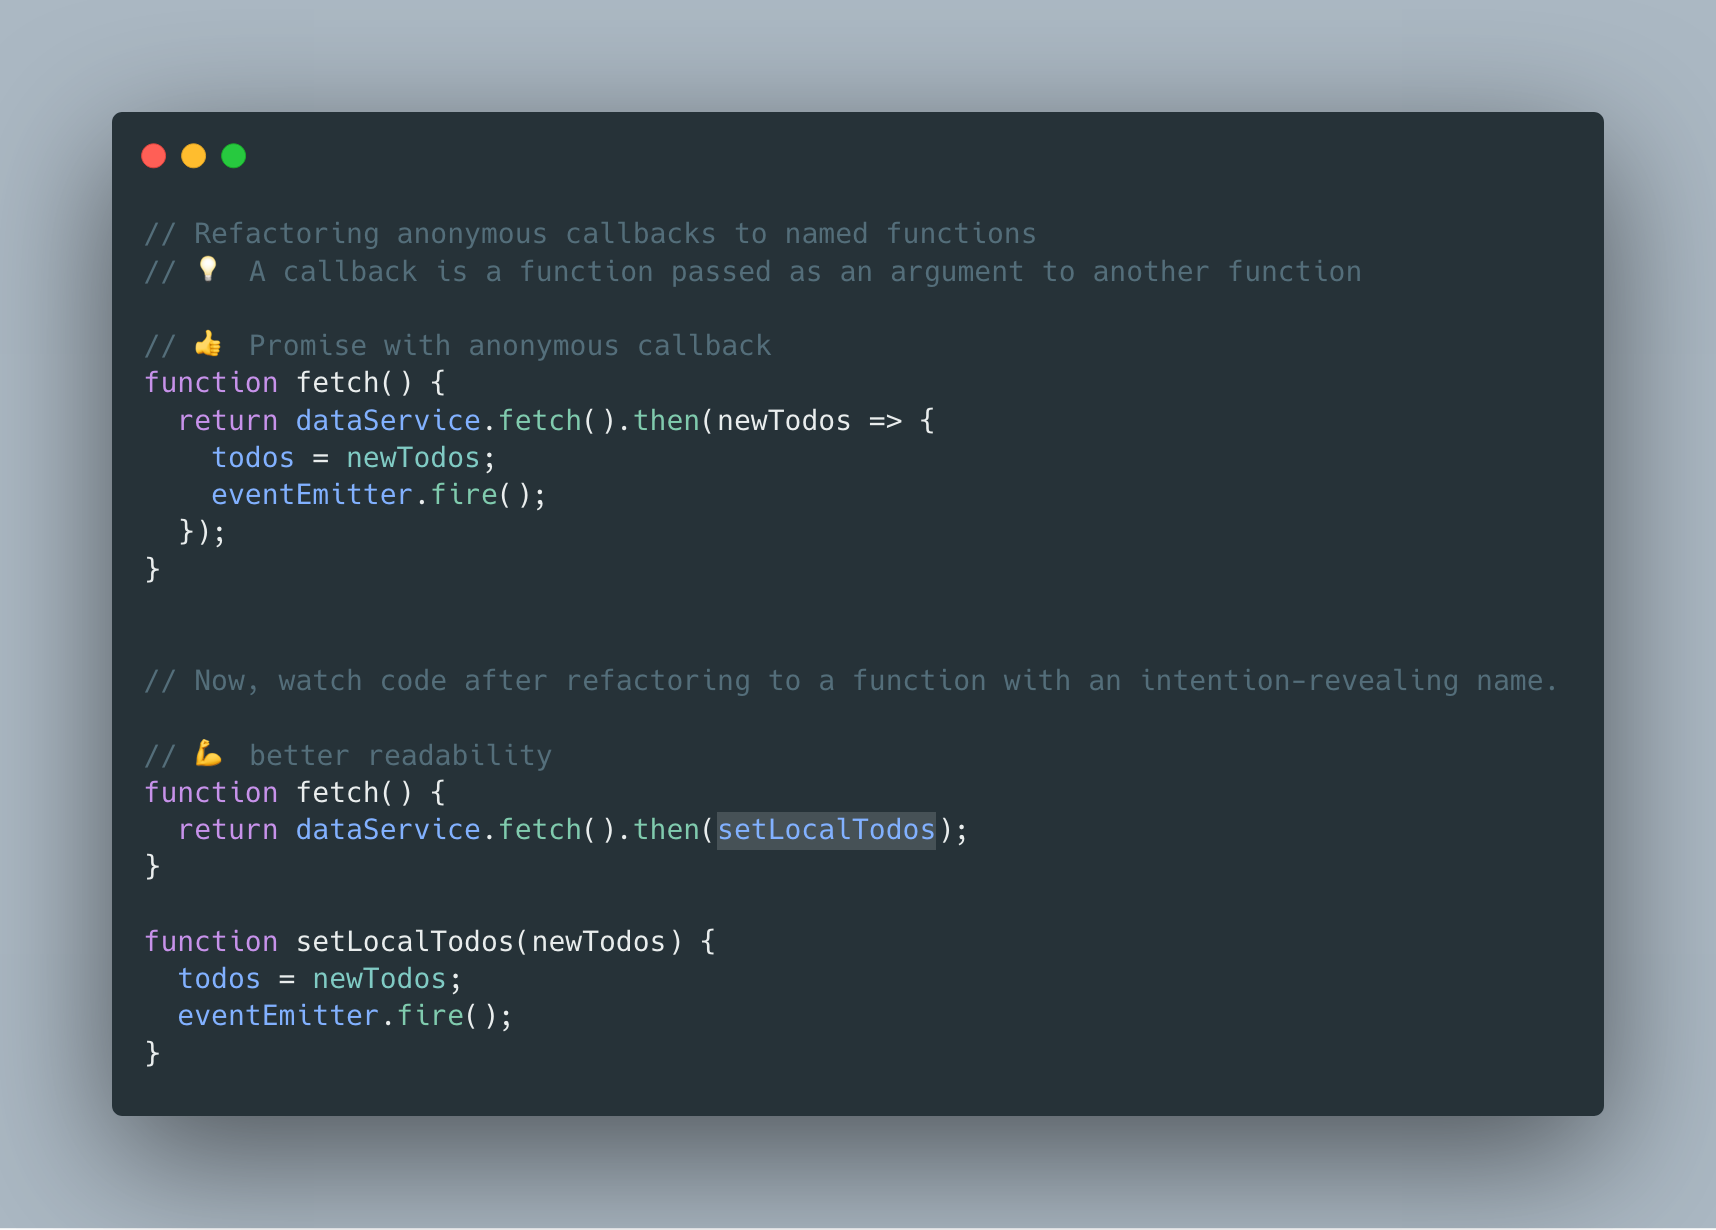 // Refactoring anonymous callbacks to named functions
// 💡 A callback is a function passed as an argument to another function
// 👍 Promise with anonymous callback
function fetch() {
  return dataService.fetch().then(newTodos => {
    todos = newTodos;
    eventEmitter.fire();
  });
}
// Now, watch code after refactoring to a function with an intention-revealing name.
// 💪 better readability
function fetch() {
  return dataService.fetch().then(setLocalTodos);
}
function setLocalTodos(newTodos) {
  todos = newTodos;
  eventEmitter.fire();
}